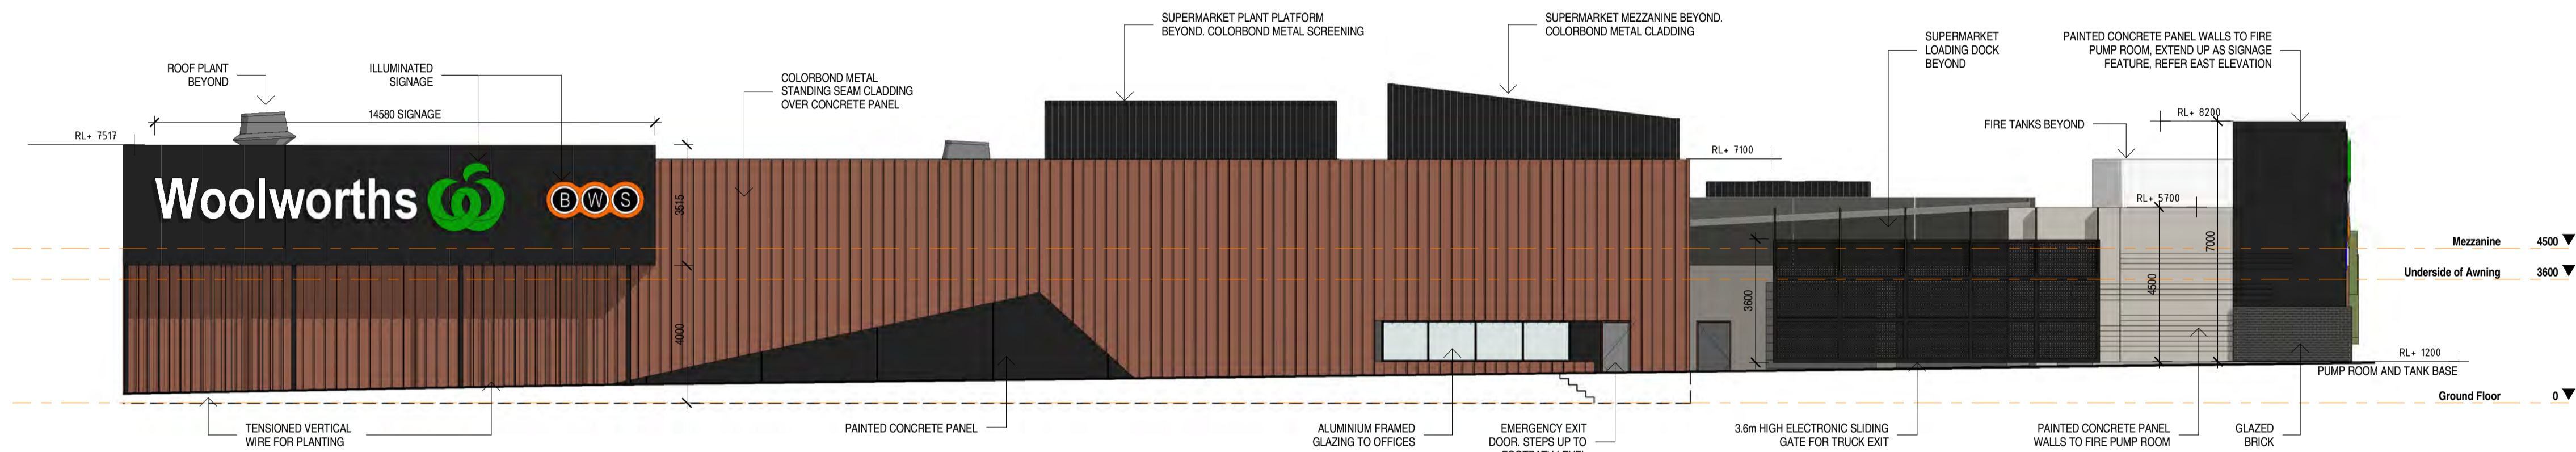 SUPERMARKET PLANT PLATFORM
BEYOND. COLORBOND METAL SCREENING
SUPERMARKET MEZZANINE BEYOND.
COLORBOND METAL CLADDING
SUPERMARKET
LOADING DOCK
BEYOND
PAINTED CONCRETE PANEL WALLS TO FIRE
PUMP ROOM, EXTEND UP AS SIGNAGE
FEATURE, REFER EAST ELEVATION
ROOF PLANT
BEYOND
ILLUMINATED
SIGNAGE
COLORBOND METAL
STANDING SEAM CLADDING
OVER CONCRETE PANEL
14580 SIGNAGE
RL+ 7517
RL+ 8200
FIRE TANKS BEYOND
RL+ 7100
Woolworths
BWS
3515
RL+ 5700
7000
Mezzanine 4500
Underside of Awning 3600
4500
3600
4000
RL+ 1200
PUMP ROOM AND TANK BASE
Ground Floor 0
TENSIONED VERTICAL
WIRE FOR PLANTING
PAINTED CONCRETE PANEL
ALUMINIUM FRAMED
GLAZING TO OFFICES
EMERGENCY EXIT
DOOR. STEPS UP TO
3.6m HIGH ELECTRONIC SLIDING
GATE FOR TRUCK EXIT
PAINTED CONCRETE PANEL
WALLS TO FIRE PUMP ROOM
GLAZED
BRICK